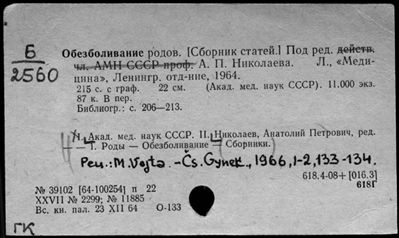 Б
2560
Обезболивание родов. [Сборник статей.] Под ред. действ.
чл. АМН СССР проф. А. П. Николаева. Л., «Меди-
цина», Ленингр. отд-ние, 1964.
215 с. с граф. 22 см. (Акад. мед. наук СССР). 11.000 экз.
87 к. В пер.
Библиогр.: с. 206—213.
I. Акад. мед. наук СССР. II. Николаев, Анатолий Петрович, ред.
— 1. Роды — Обезболивание — Сборники.
Рец.: M. Vojta. - Čs. Gynek., 1966, 1-2, 133-134.
618.4-08+[016.3]
618Г
№ 39102 [64-100254] п 22
XXVII № 2299; № 11885
Вс. кн. пал. 23 XII 64 О-133
ГК